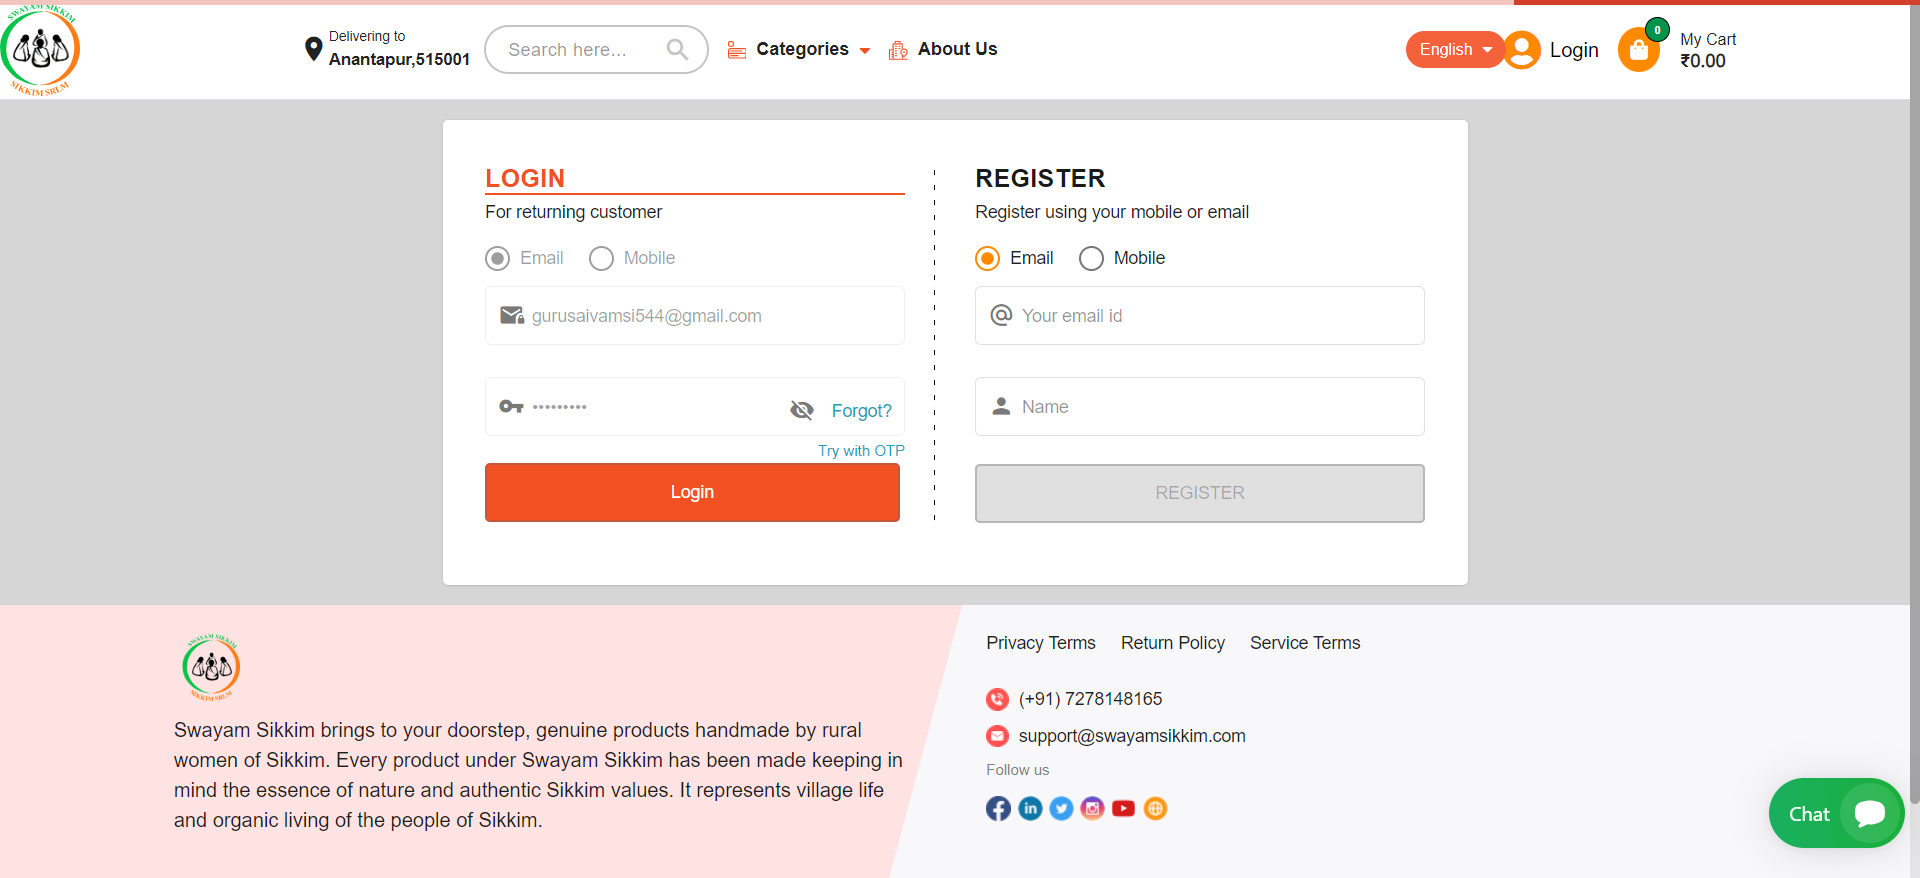 SWAYAM SIKKIM
SIKKIM SRLM
Delivering to
Anantapur,515001
Search here...
Categories
About Us
English
Login
0
My Cart
₹0.00
LOGIN
For returning customer
Email
Mobile
gurusaivamsi544@gmail.com
•••••••••
Forgot?
Try with OTP
Login
REGISTER
Register using your mobile or email
Email
Mobile
Your email id
Name
REGISTER
SWAYAM SIKKIM
SIKKIM SRLM
Swayam Sikkim brings to your doorstep, genuine products handmade by rural
women of Sikkim. Every product under Swayam Sikkim has been made keeping in
mind the essence of nature and authentic Sikkim values. It represents village life
and organic living of the people of Sikkim.
Privacy Terms
Return Policy
Service Terms
(+91) 7278148165
support@swayamsikkim.com
Follow us
Chat